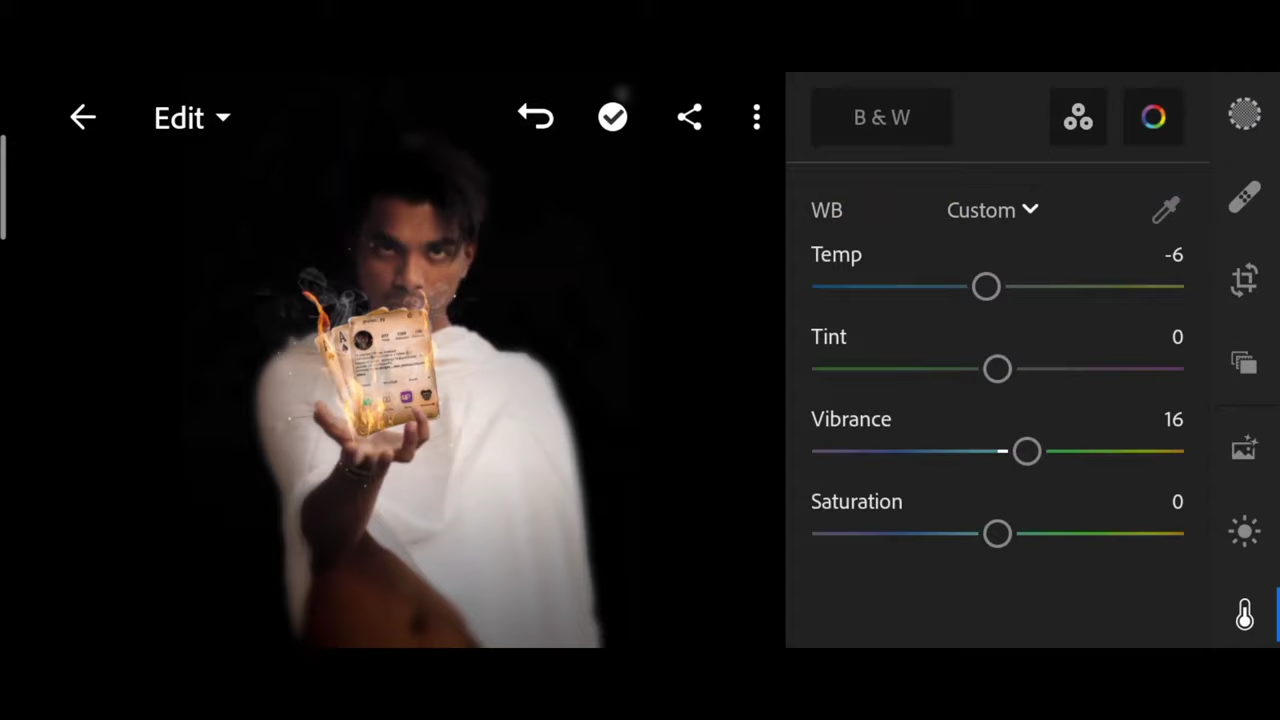 Edit
B & W
WB
Custom
Temp
-6
Tint
0
Vibrance
16
Saturation
0
A